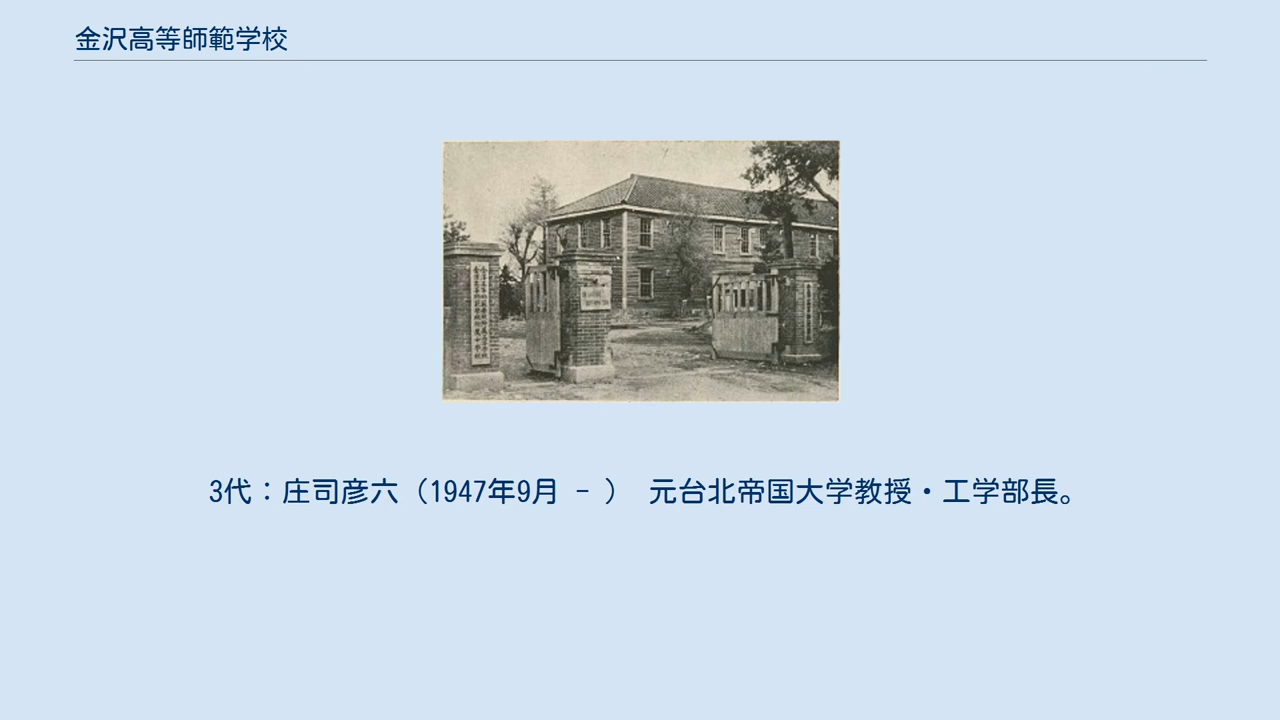 金沢高等師範学校
3代：庄司彦六（1947年9月 － ） 元台北帝国大学教授・工学部長。